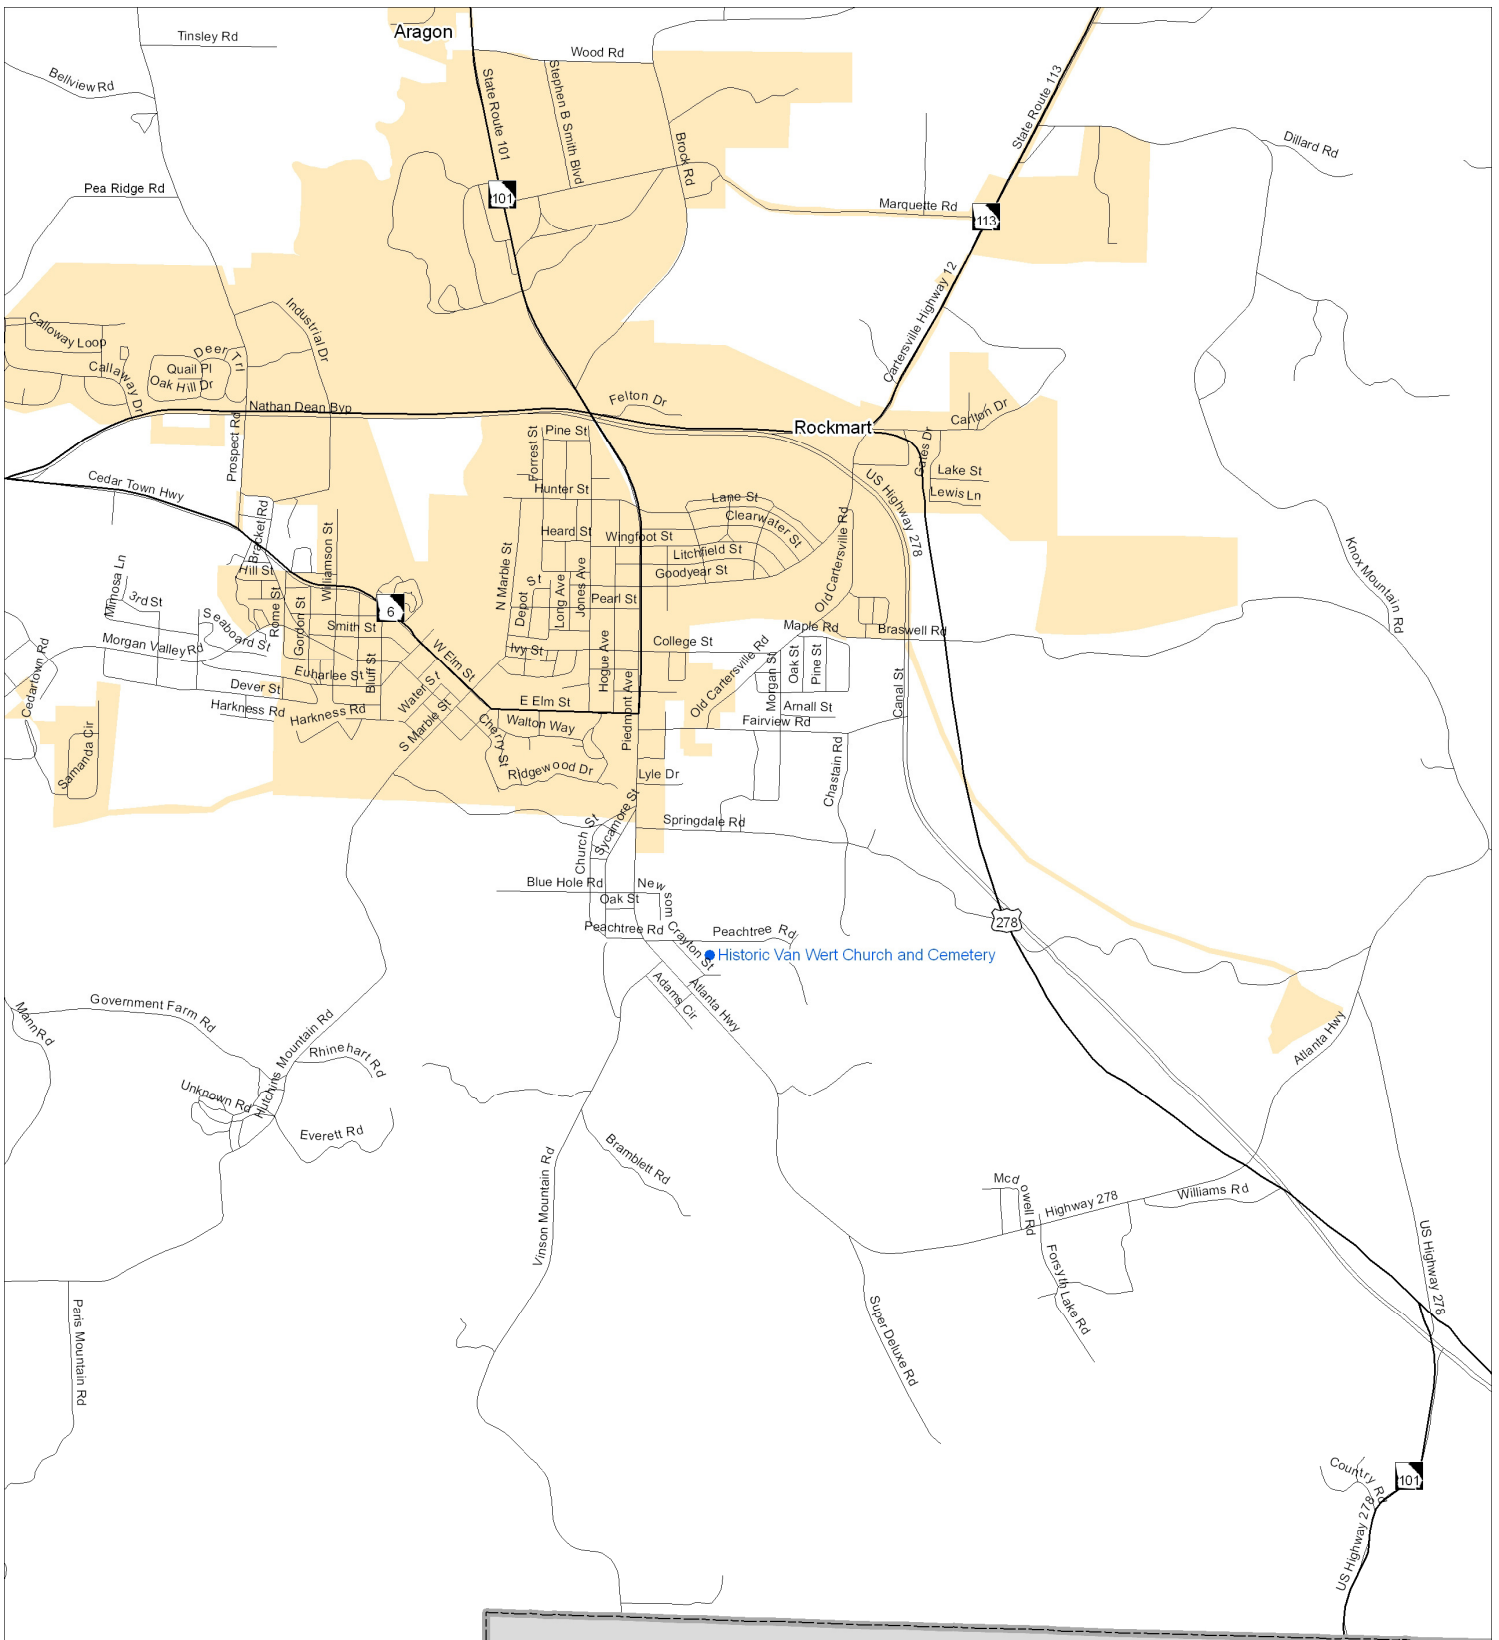 Aragon
Tinsley Rd
Wood Rd
Bellview Rd
State Route 101
Stephen B Smith Blvd
State Route 113
Brock Rd
Dillard Rd
Pea Ridge Rd
101
Marquette Rd
113
Cartersville Highway 12
Industrial Dr
Calloway Loop
Deer Trl
Quail Pl
Oak Hill Dr
Callaway Dr
Nathan Dean Byp
Felton Dr
Rockmart
Carlton Dr
Prospect Rd
Forrest St
Pine St
Gates Dr
Lake St
Lewis Ln
US Highway 278
Cedar Town Hwy
Hunter St
Lane St
Clearwater St
Bracket Rd
Williamson St
Heard St
Wingfoot St
Litchfield St
Goodyear St
Old Cartersville Rd
Knox Mountain Rd
Mimosa Ln
Hill St
3rd St
N Marble St
Depot St
Long Ave
Jones Ave
Pearl St
Seaboard St
Rome St
Gordon St
6
Smith St
Maple Rd
Braswell Rd
Morgan Valley Rd
College St
Ivy St
Hogue Ave
W Elm St
Cedartown Rd
Euharlee St
Bluff St
Dever St
Water St
Old Cartersville Rd
Morgan St
Oak St
Pine St
Canal St
Harkness Rd
Harkness Rd
E Elm St
Arnall St
S Marble St
Cherry St
Walton Way
Piedmont Ave
Fairview Rd
Samanda Cir
Ridgewood Dr
Lyle Dr
Chastain Rd
Church St
Sycamore St
Springdale Rd
Blue Hole Rd
Newsom
Oak St
Peachtree Rd
Crayton St
Peachtree Rd
278
Historic Van Wert Church and Cemetery
Adams Cir
Atlanta Hwy
Mann Rd
Government Farm Rd
Hutchins Mountain Rd
Rhinehart Rd
Atlanta Hwy
Unknown Rd
Everett Rd
Bramblett Rd
Vinson Mountain Rd
Mcdowell Rd
Highway 278
Williams Rd
Forsyth Lake Rd
US Highway 278
Paris Mountain Rd
Super Deluxe Rd
Country Rd
101
US Highway 278